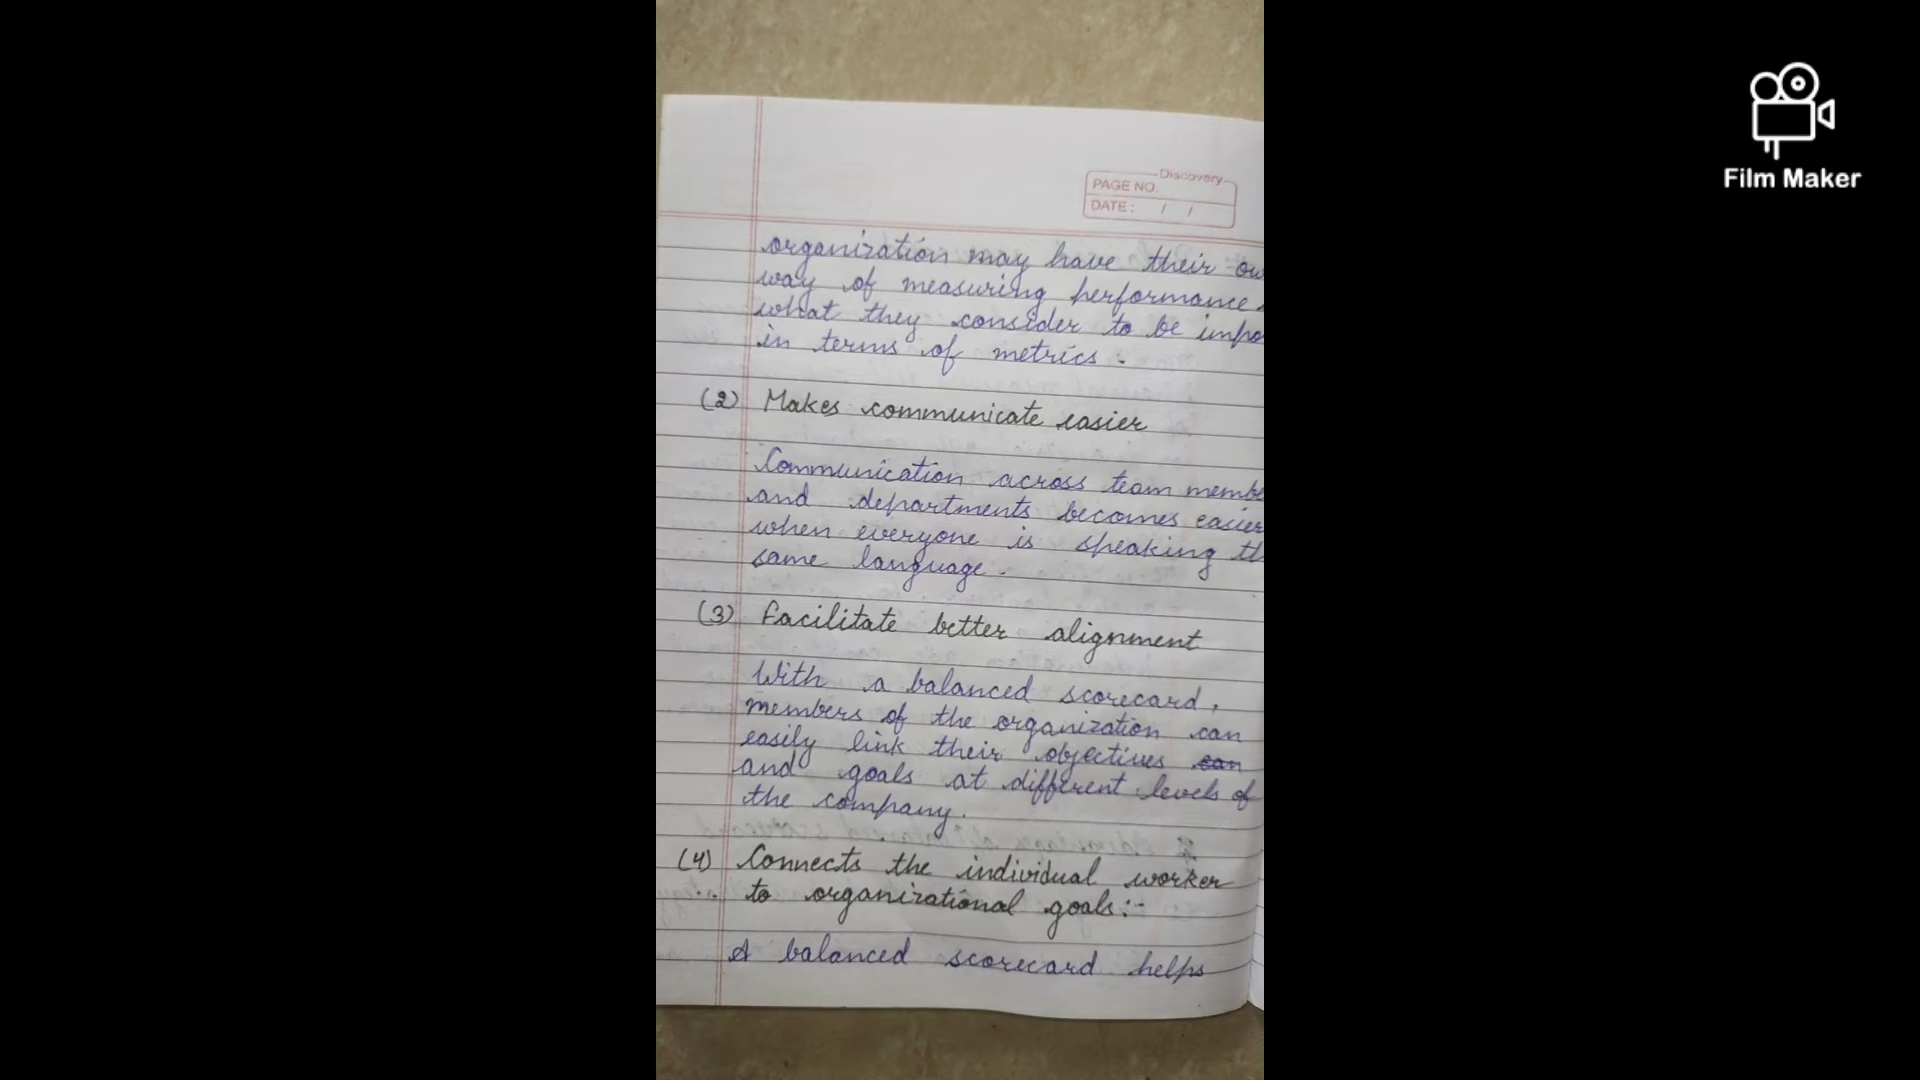 Film Maker
Discovery
PAGE NO.
DATE: / /
organization may have their
way of measuring performance
what they consider to be
in terms of metrics.
(2) Makes communicate easier
Communication across team
and departments becomes easier
when everyone is speaking
same language.
(3) Facilitate better alignment
With a balanced scorecard,
members of the organization can
easily link their objectives can
and goals at different levels of
the company.
(4) Connects the individual worker
to organizational goals:-
A balanced scorecard helps